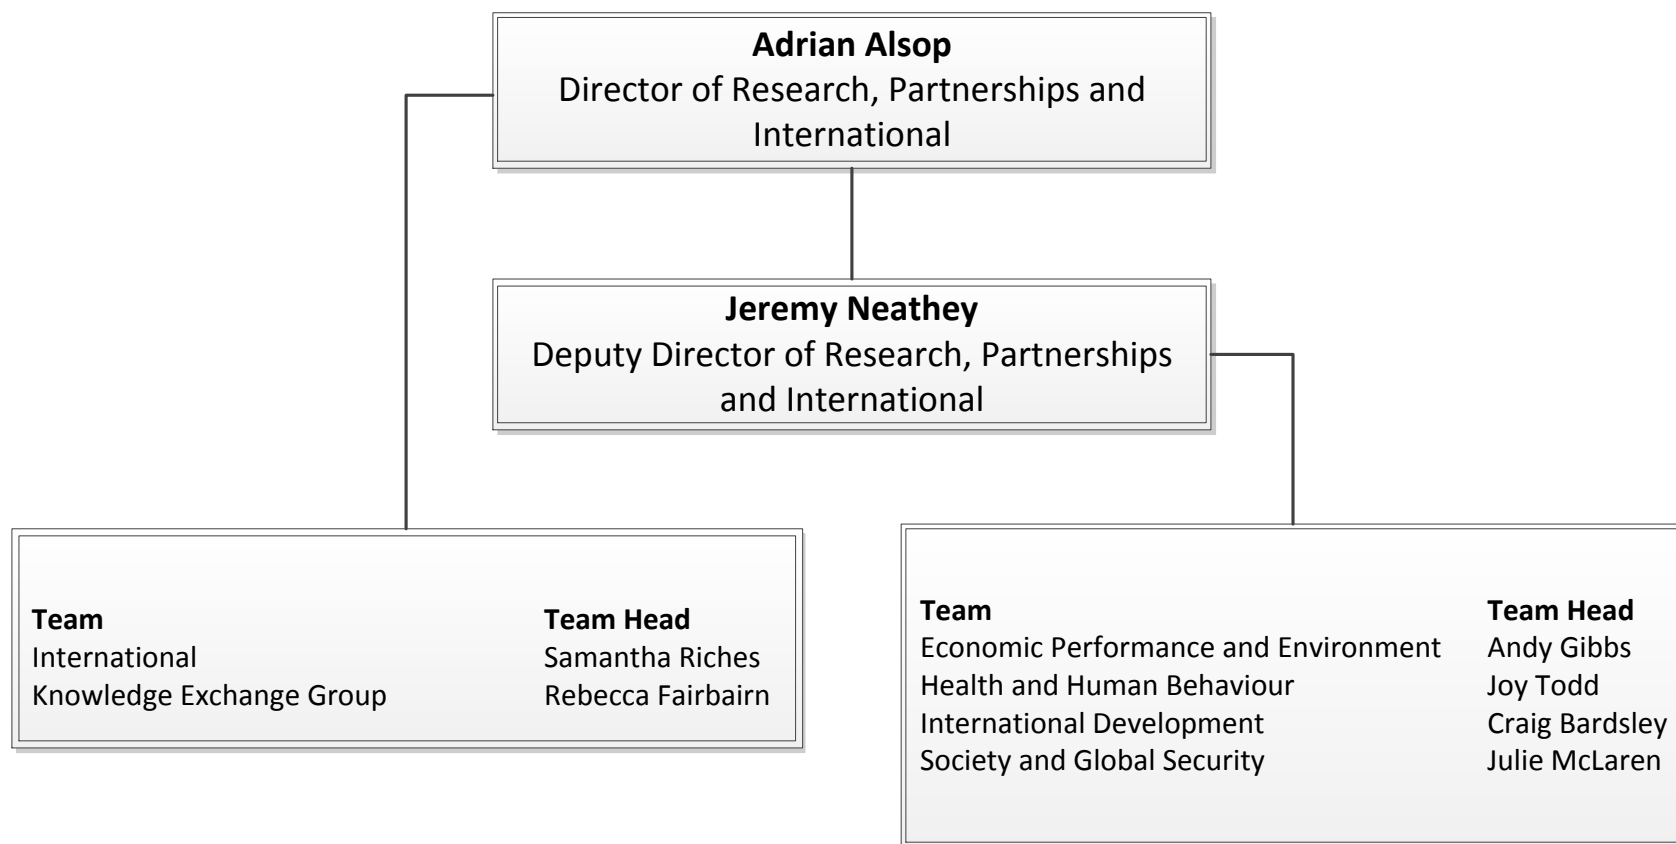 Adrian Alsop
Director of Research, Partnerships and
International
Jeremy Neathey
Deputy Director of Research, Partnerships
and International
Team Team Head
International Samantha Riches
Knowledge Exchange Group Rebecca Fairbairn
Team Team Head
Economic Performance and Environment Andy Gibbs
Health and Human Behaviour Joy Todd
International Development Craig Bardsley
Society and Global Security Julie McLaren